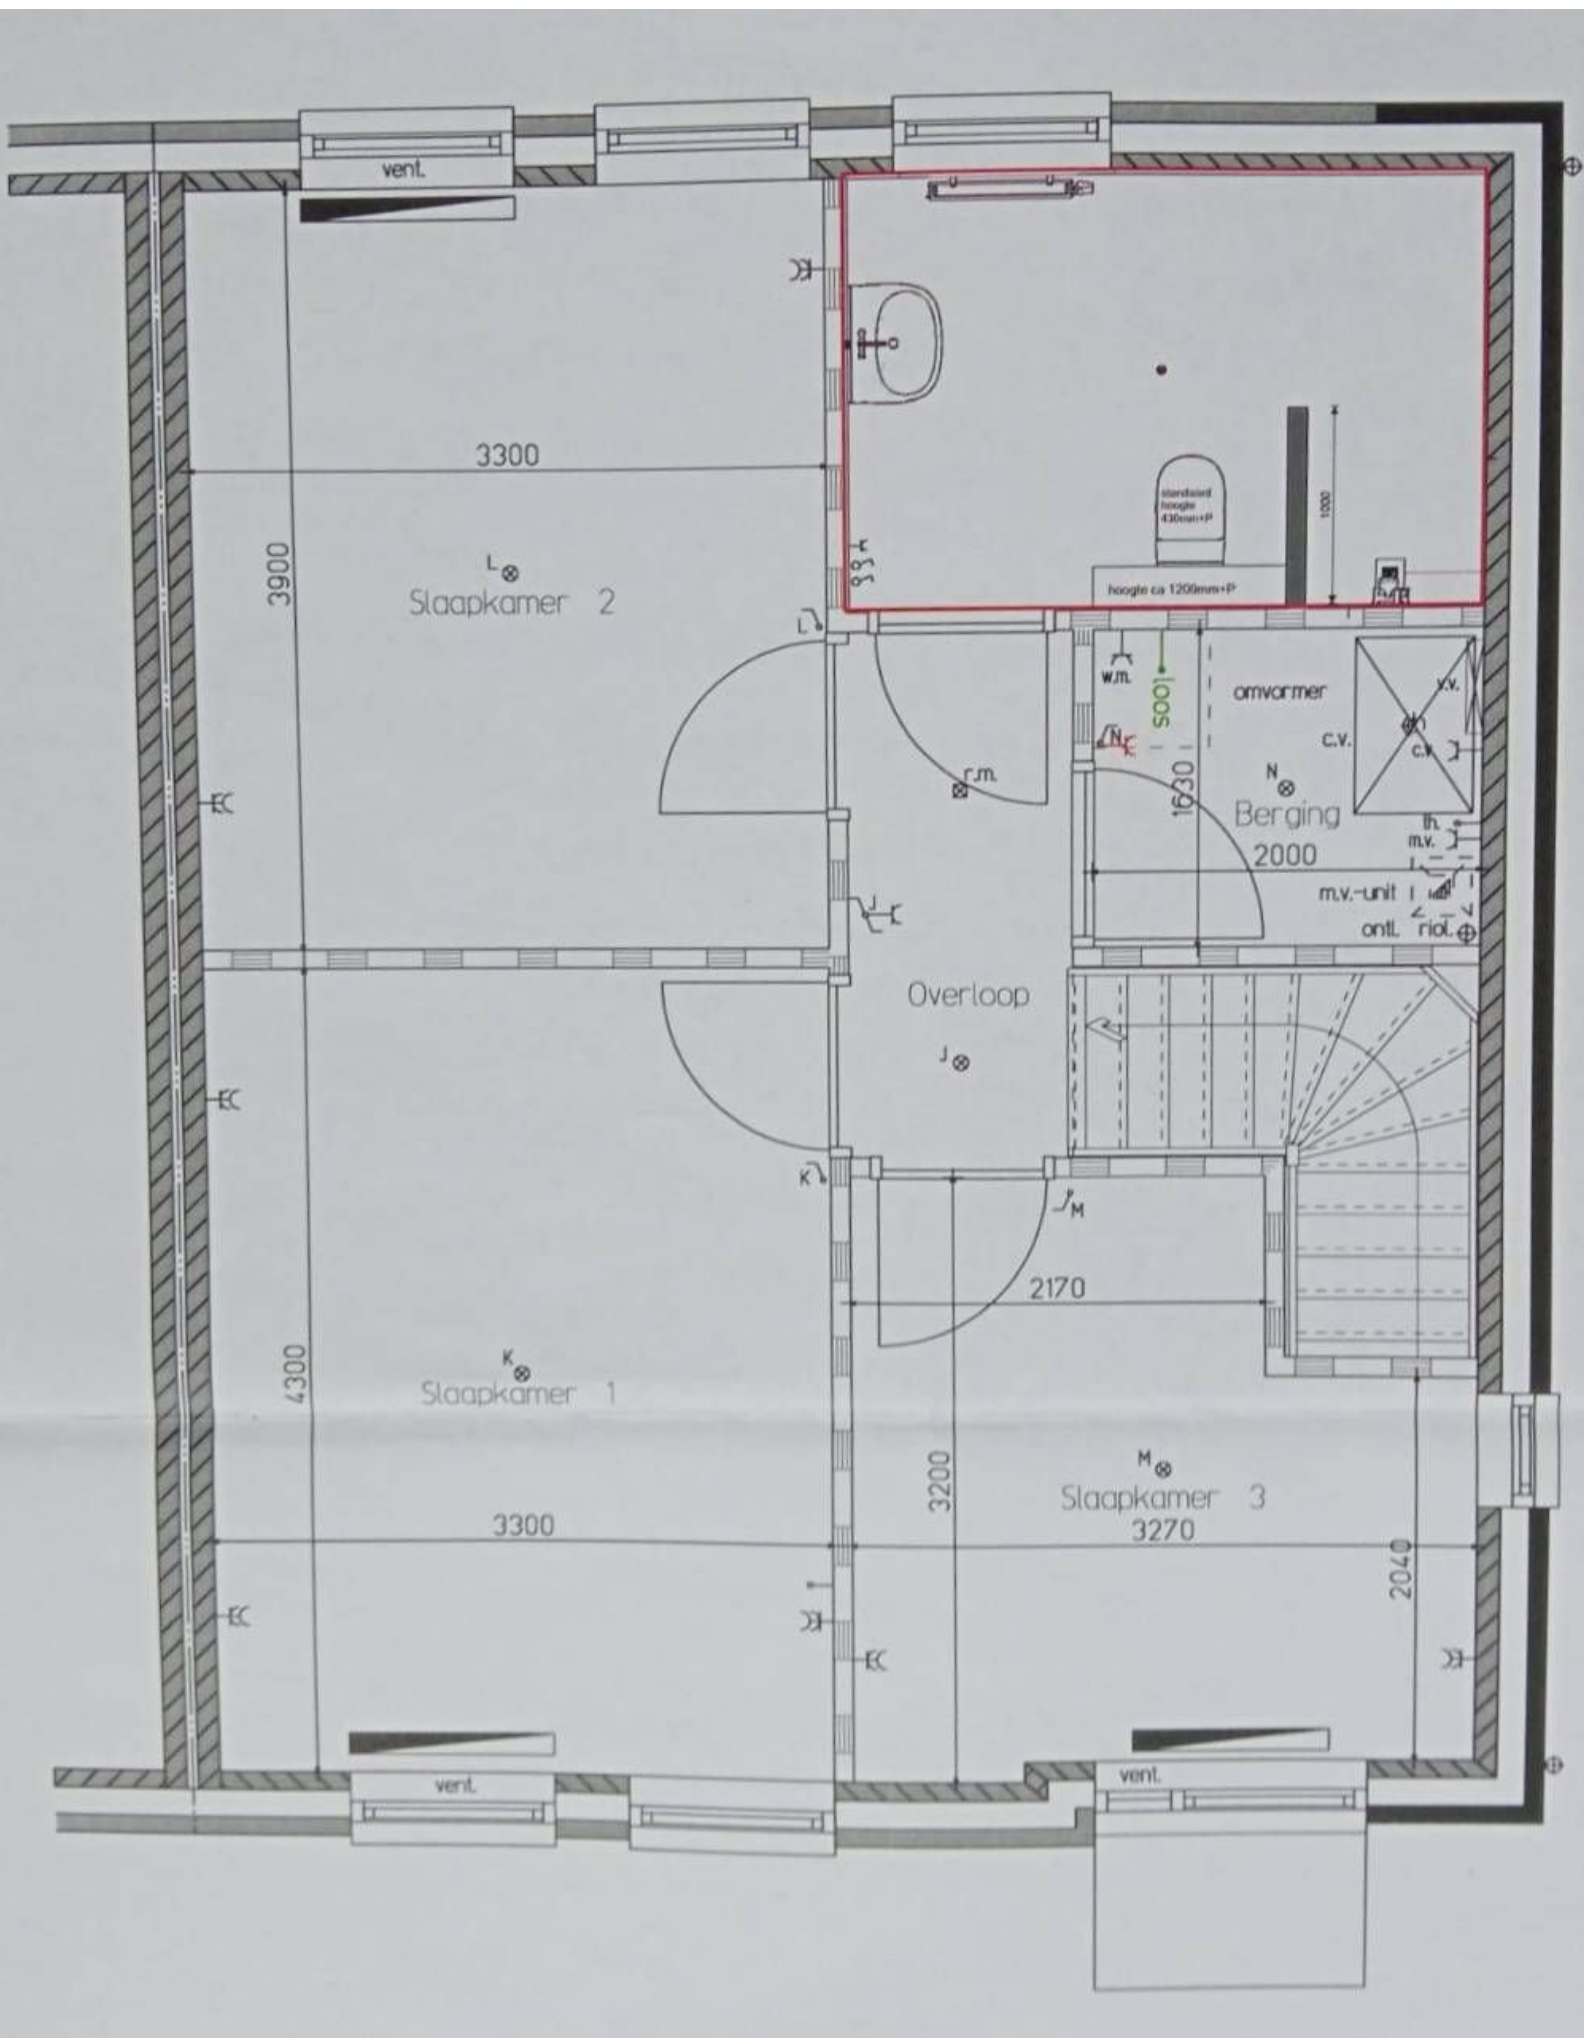 vent.
3300
3900
L
Slaapkamer 2
L
standaard
hoogte
430mm+P
1000
hoogte ca 1200mm+P
w.m.
loos
omvormer
v.v.
c.v.
c.v.
N
r.m.
1630
N
Berging
th.
m.v.
2000
m.v.-unit
ontl. riol.
J
Overloop
J
K
M
2170
4300
K
Slaapkamer 1
3200
M
Slaapkamer 3
3300
3270
2040
vent.
vent.